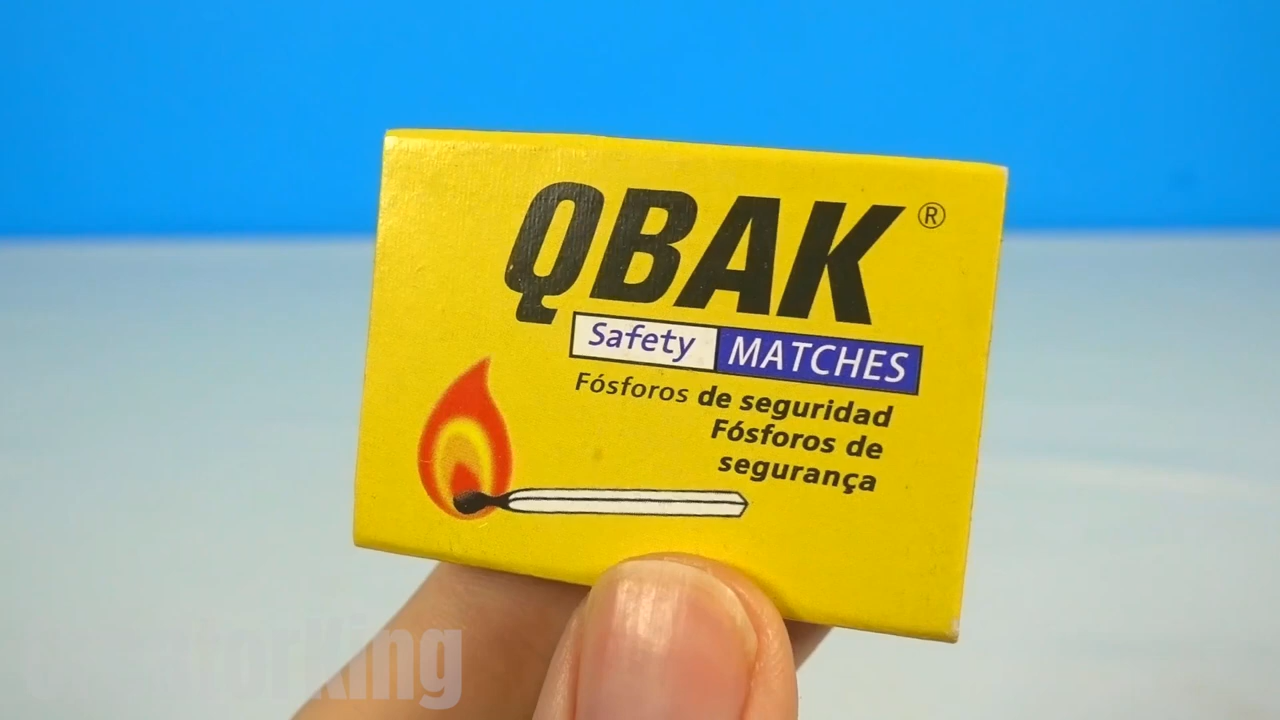 QBAK®
Safety MATCHES
Fósforos de seguridad
Fósforos de
segurança